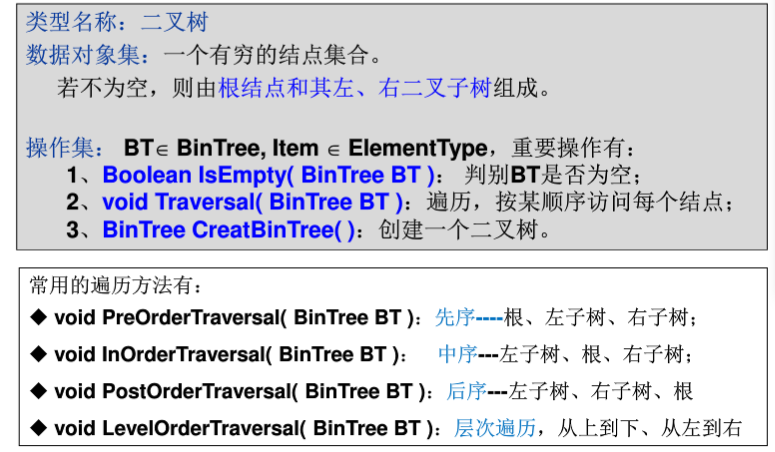 类型名称：二叉树
数据对象集：一个有穷的结点集合。
若不为空，则由根结点和其左、右二叉子树组成。
操作集： BT∈ BinTree, Item ∈ ElementType，重要操作有：
1、Boolean IsEmpty( BinTree BT )： 判别BT是否为空；
2、void Traversal( BinTree BT )：遍历，按某顺序访问每个结点；
3、BinTree CreatBinTree( )：创建一个二叉树。
常用的遍历方法有：
◆ void PreOrderTraversal( BinTree BT )：先序----根、左子树、右子树；
◆ void InOrderTraversal( BinTree BT )： 中序---左子树、根、右子树；
◆ void PostOrderTraversal( BinTree BT )：后序---左子树、右子树、根
◆ void LevelOrderTraversal( BinTree BT )：层次遍历，从上到下、从左到右